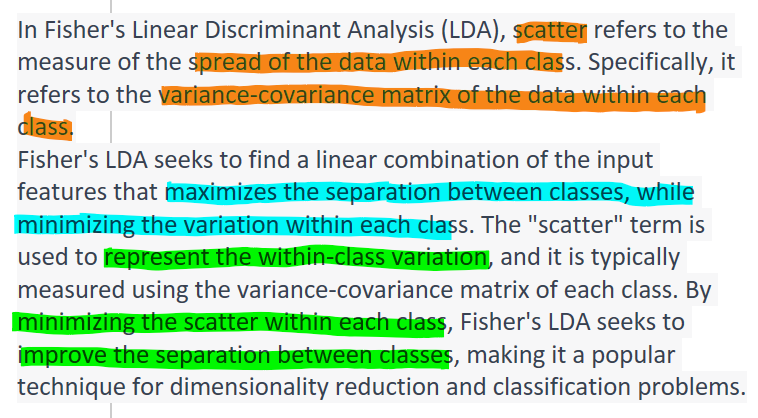 In Fisher's Linear Discriminant Analysis (LDA), scatter refers to the
measure of the spread of the data within each class. Specifically, it
refers to the variance-covariance matrix of the data within each
class.
Fisher's LDA seeks to find a linear combination of the input
features that maximizes the separation between classes, while
minimizing the variation within each class. The "scatter" term is
used to represent the within-class variation, and it is typically
measured using the variance-covariance matrix of each class. By
minimizing the scatter within each class, Fisher's LDA seeks to
improve the separation between classes, making it a popular
technique for dimensionality reduction and classification problems.